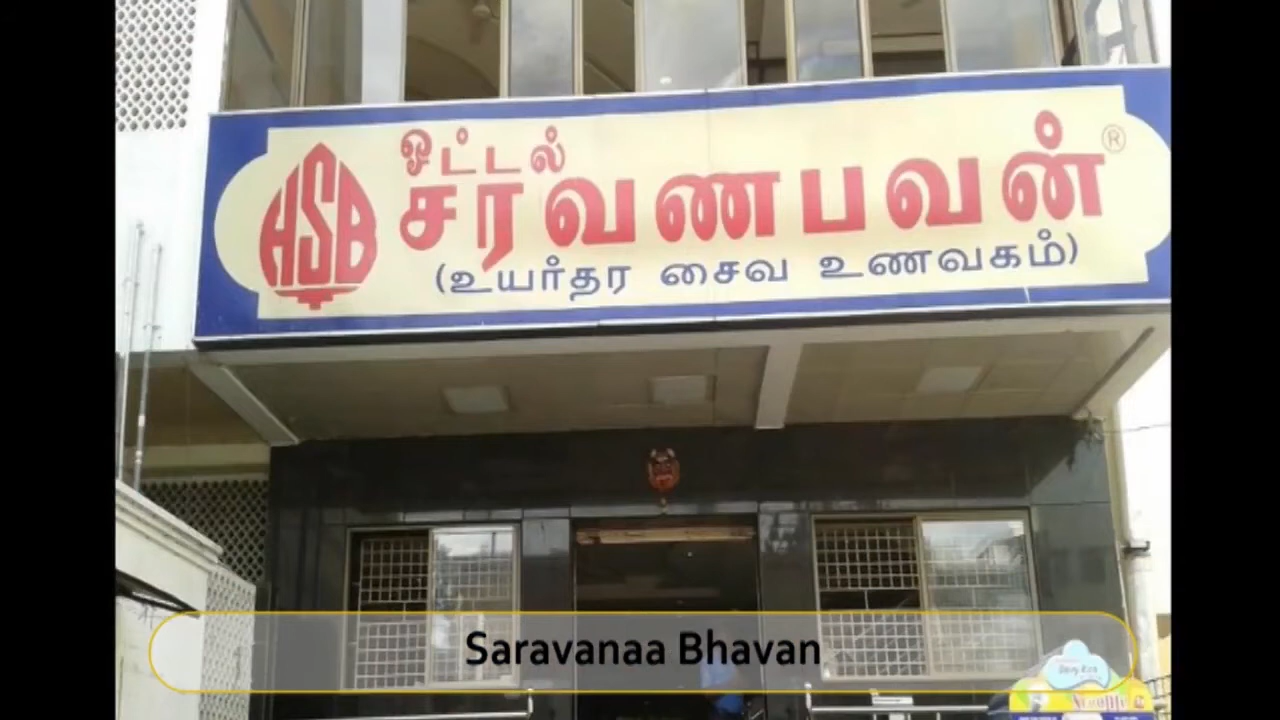 HSB
ஓட்டல்
சரவணபவன்®
(உயர்தர சைவ உணவகம்)
Saravanaa Bhavan